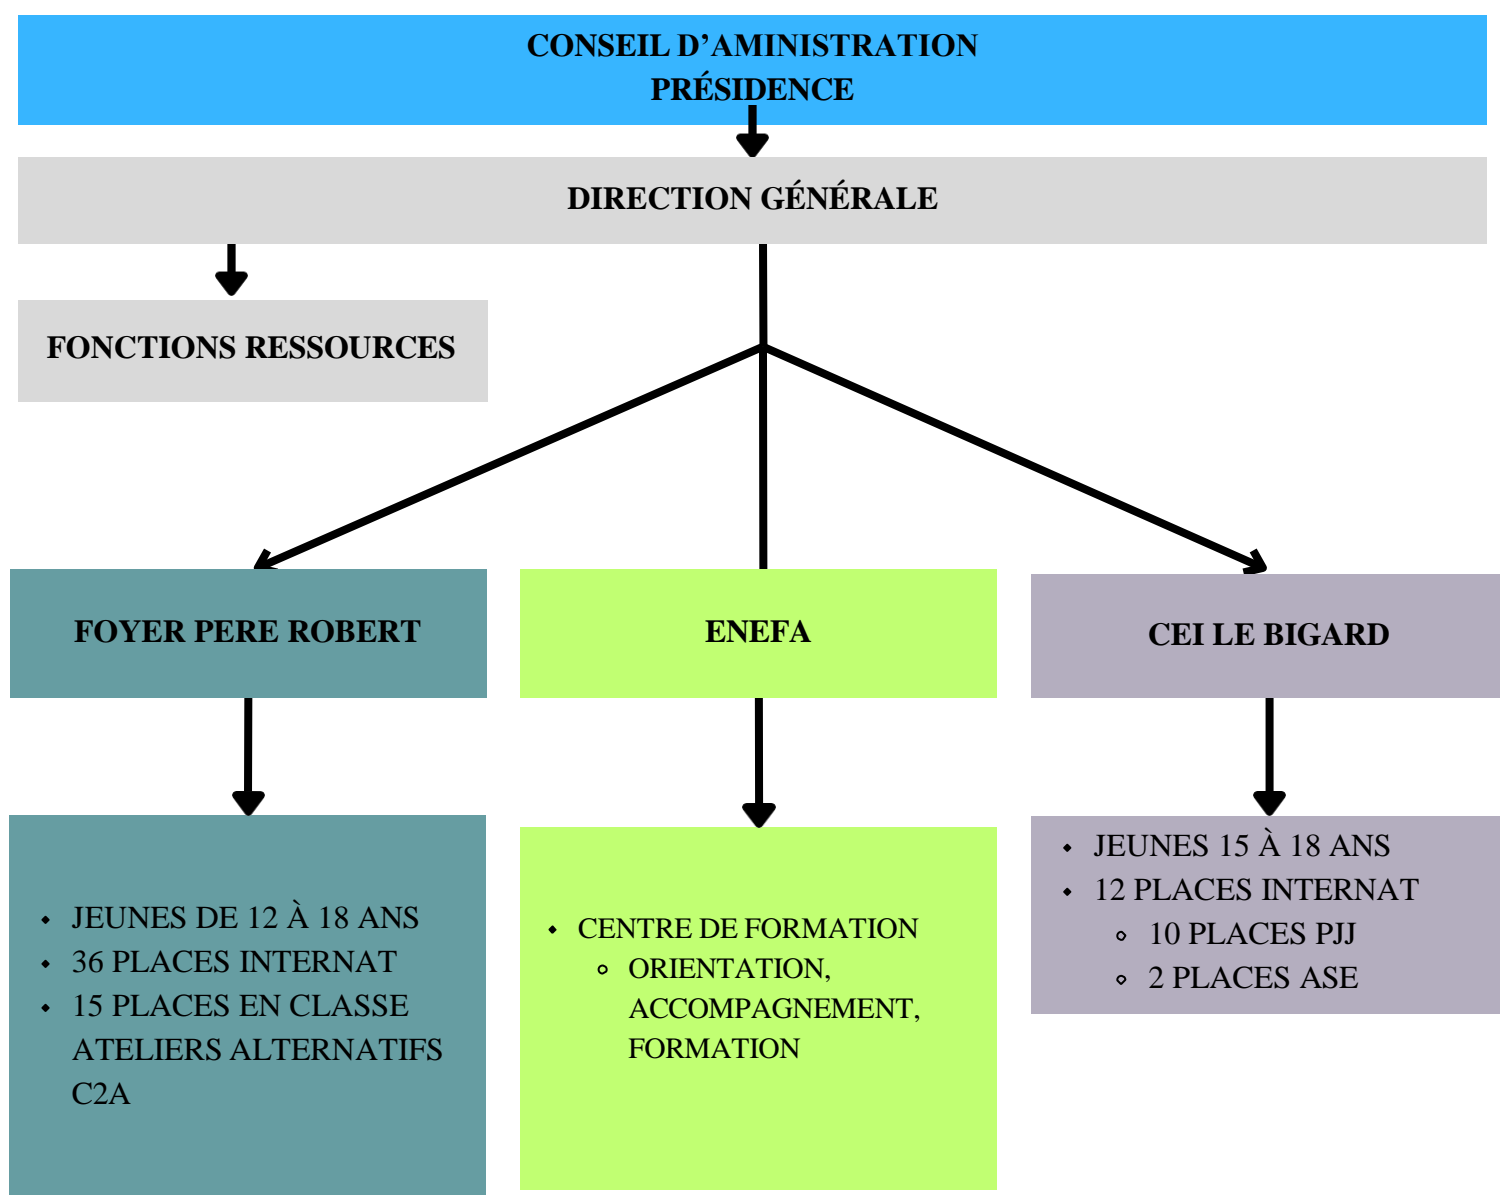 CONSEIL D’AMINISTRATION
PRÉSIDENCE
DIRECTION GÉNÉRALE
FONCTIONS RESSOURCES
FOYER PERE ROBERT
ENEFA
CEI LE BIGARD
JEUNES DE 12 À 18 ANS
36 PLACES INTERNAT
15 PLACES EN CLASSE
ATELIERS ALTERNATIFS
C2A
CENTRE DE FORMATION
ORIENTATION,
ACCOMPAGNEMENT,
FORMATION
JEUNES 15 À 18 ANS
12 PLACES INTERNAT
10 PLACES PJJ
2 PLACES ASE